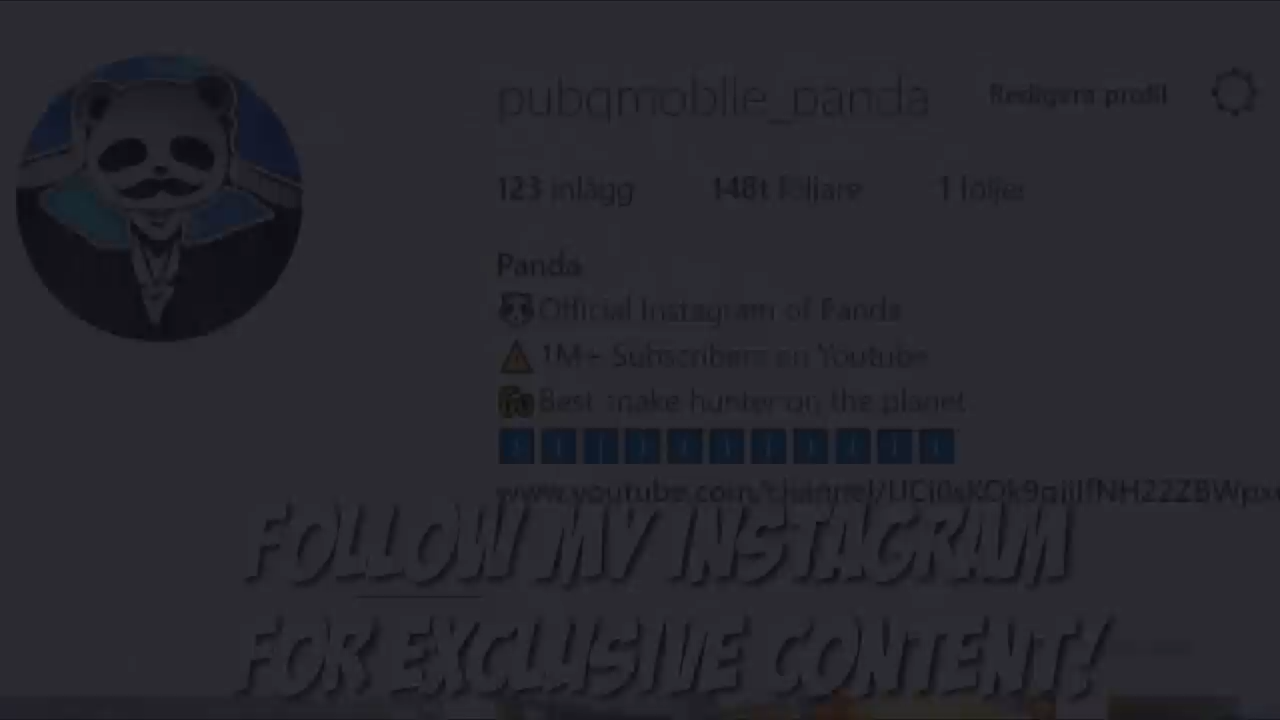 pubgmobile_panda Redigera profil
123 inlägg 148t följare 1 följer
Panda
🐼Official Instagram of Panda
⚠1M+ Subscribers on Youtube
Best snake hunter on the planet
FOLLOW MY INSTAGRAM
FOR EXCLUSIVE CONTENT!